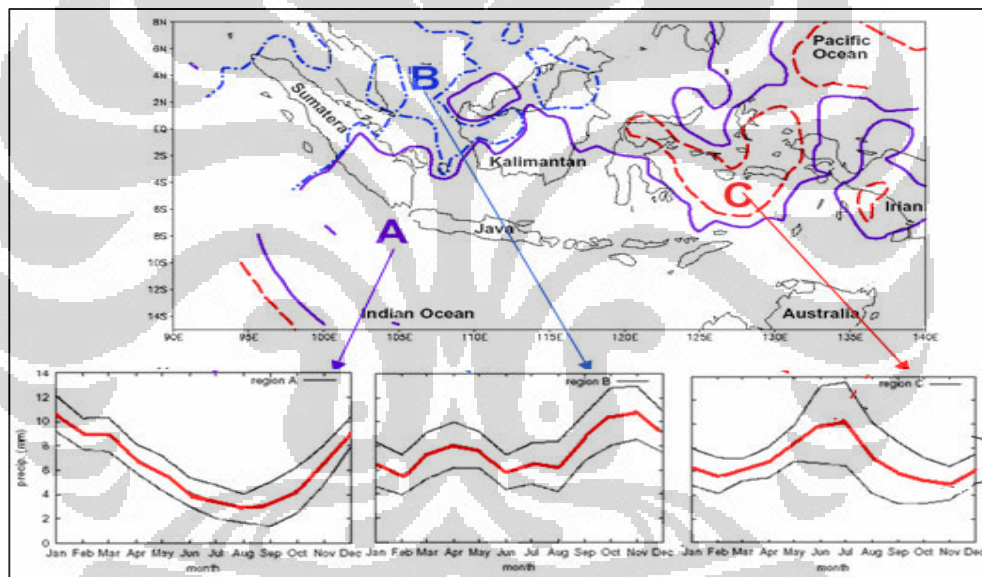 8N
6N
4N
2N
EQ
2S
4S
6S
8S
10S
12S
14S
90E
95E
100E
105E
110E
115E
120E
125E
130E
135E
140E
Pacific
Ocean
B
Sumatera
Kalimantan
C
Irian
Java
A
Indian Ocean
Australia
14
12
10
8
6
4
2
0
precip. (mm)
region A
Jan Feb Mar Apr May Jun Jul Aug Sep Oct Nov Dec
month
region B
Jan Feb Mar Apr May Jun Jul Aug Sep Oct Nov Dec
month
region C
Jan Feb Mar Apr May Jun Jul Aug Sep Oct Nov Dec
month